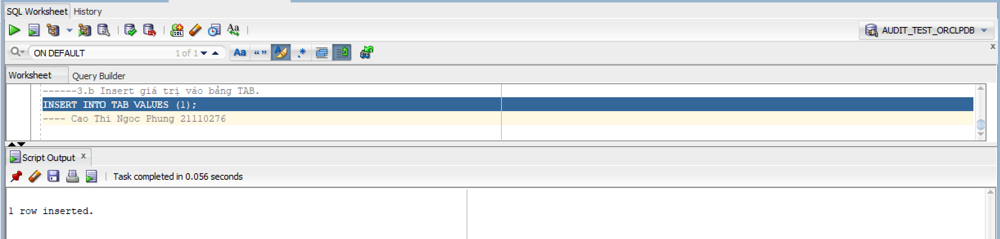 SQL Worksheet History
SQL Aa
AUDIT_TEST_ORCLPDB
ON DEFAULT 1 of 1 Aa “ ” A .*
x
Worksheet Query Builder
------3.b Insert giá trị vào bảng TAB.
INSERT INTO TAB VALUES (1);
---- Cao Thi Ngoc Phung 21110276
Script Output x
Task completed in 0.056 seconds
1 row inserted.